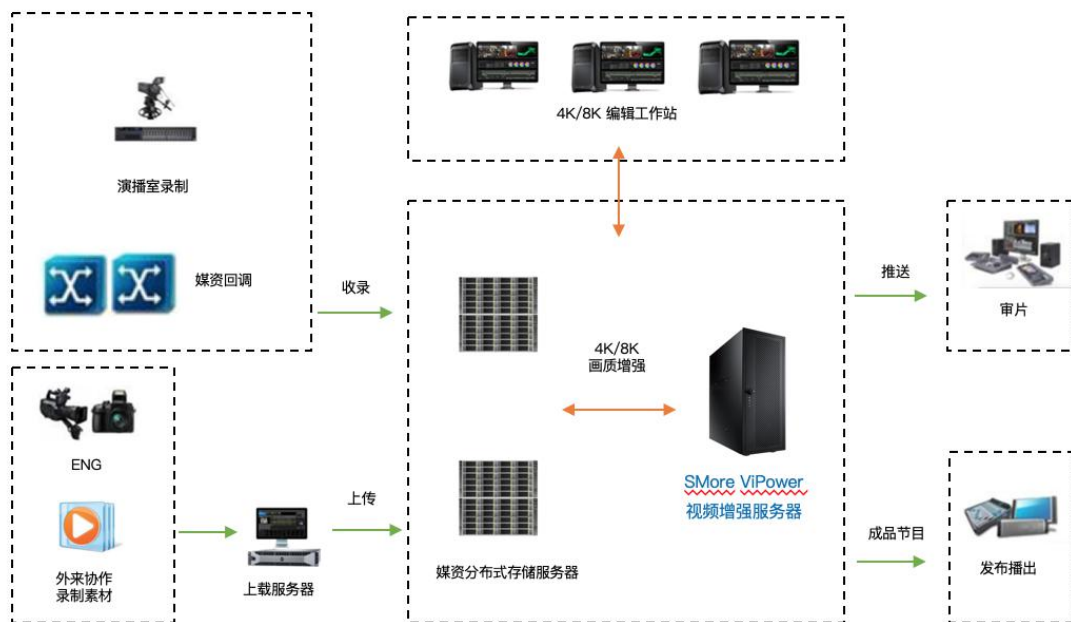 4K/8K 编辑工作站
演播室录制
媒资回调
收录
推送
审片
4K/8K
画质增强
ENG
SMore ViPower
视频增强服务器
上传
成品节目
外来协作
录制素材
上载服务器
媒资分布式存储服务器
发布播出